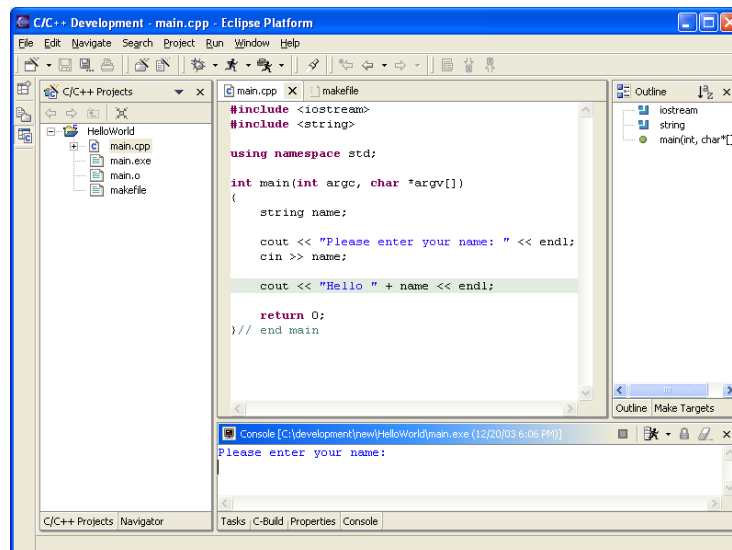 C/C++ Development - main.cpp - Eclipse Platform
File Edit Navigate Search Project Run Window Help
C/C++ Projects
HelloWorld
main.cpp
main.exe
main.o
makefile
C/C++ Projects Navigator
main.cpp makefile
#include <iostream>
#include <string>
using namespace std;
int main(int argc, char *argv[])
{
string name;
cout << "Please enter your name: " << endl;
cin >> name;
cout << "Hello " + name << endl;
return 0;
}// end main
Outline
iostream
string
main(int, char*[]
Outline Make Targets
Console [C:\development\new\HelloWorld\main.exe (12/20/03 6:06 PM)]
Please enter your name:
Tasks C-Build Properties Console